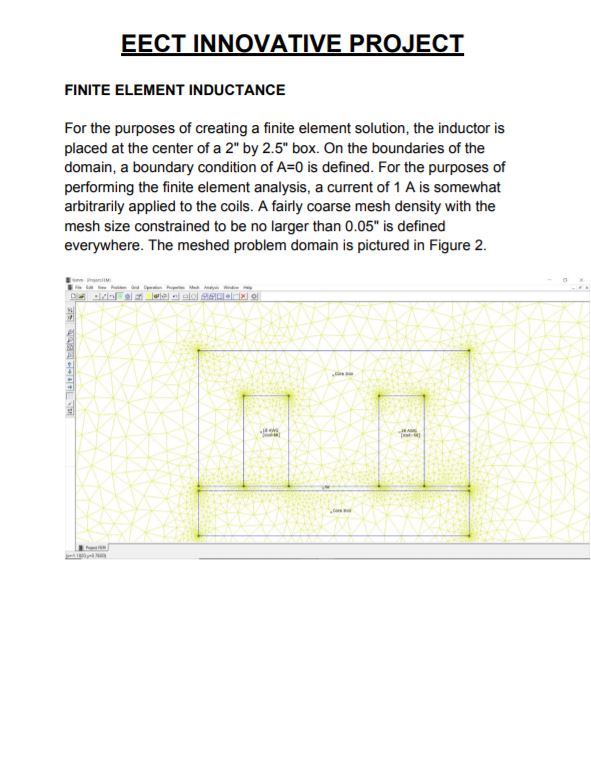 EECT INNOVATIVE PROJECT
FINITE ELEMENT INDUCTANCE
For the purposes of creating a finite element solution, the inductor is
placed at the center of a 2" by 2.5" box. On the boundaries of the
domain, a boundary condition of A=0 is defined. For the purposes of
performing the finite element analysis, a current of 1 A is somewhat
arbitrarily applied to the coils. A fairly coarse mesh density with the
mesh size constrained to be no larger than 0.05" is defined
everywhere. The meshed problem domain is pictured in Figure 2.
File Edit View Problem Grid Operation Properties Mesh Analysis Window Help
Core Iron
18 AWG
18 AWG
Air
Core Iron
Project.FEM